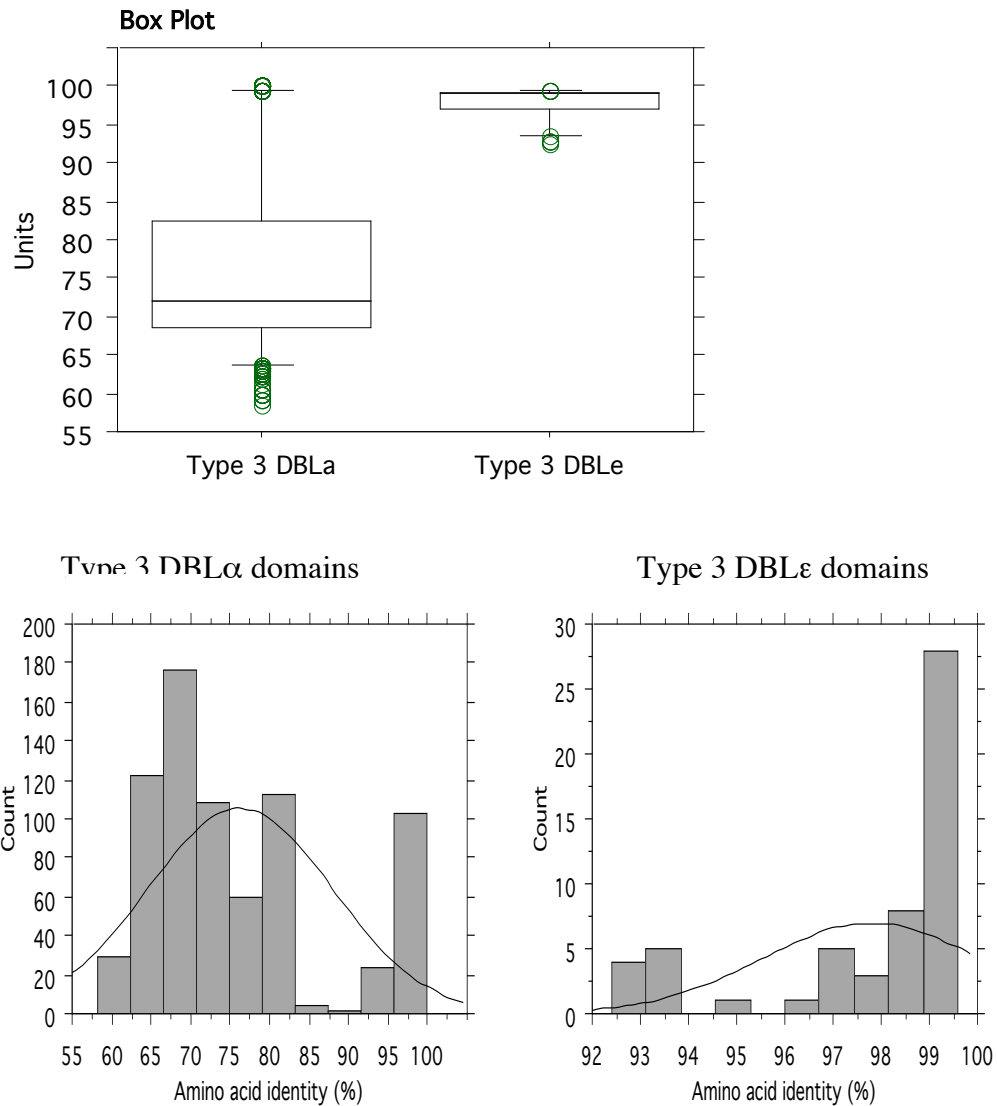 Box Plot
Units
100
95
90
85
80
75
70
65
60
55
Type 3 DBLa Type 3 DBLe
Type 3 DBLα domains
Count
200
180
160
140
120
100
80
60
40
20
0
55 60 65 70 75 80 85 90 95 100
Amino acid identity (%)
Type 3 DBLε domains
Count
30
25
20
15
10
5
0
92 93 94 95 96 97 98 99 100
Amino acid identity (%)